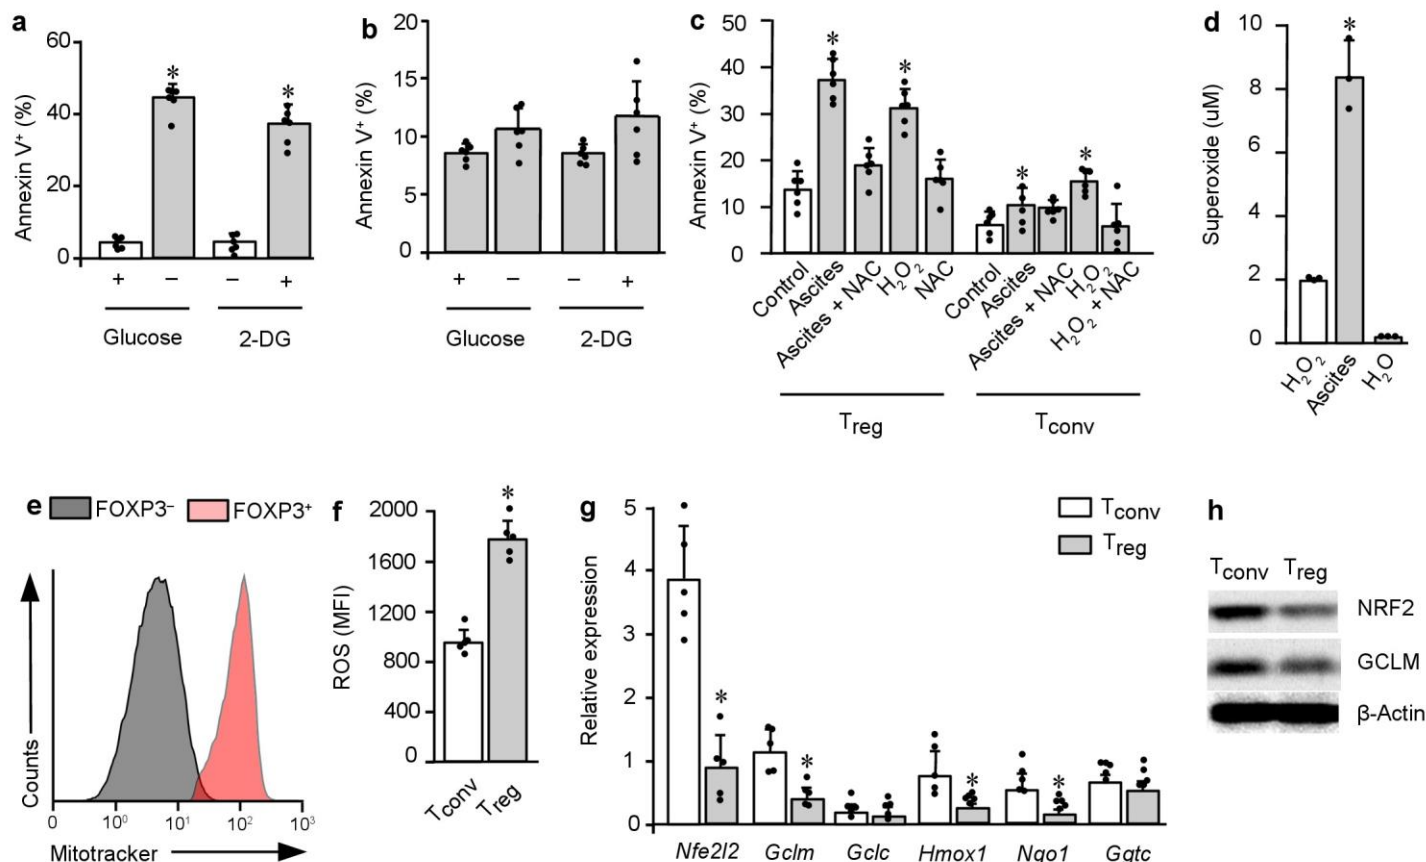 a
Annexin V⁺ (%)
60
40
20
0
+ – – +
Glucose 2-DG
b
Annexin V⁺ (%)
20
15
10
5
0
+ – – +
Glucose 2-DG
c
Annexin V⁺ (%)
50
40
30
20
10
0
* * * *
Control
Ascites
Ascites + NAC
H₂O₂
NAC
Control
Ascites
Ascites + NAC
H₂O₂
H₂O₂ + NAC
Treg Tconv
d
Superoxide (uM)
10
8
6
4
2
0
*
H₂O₂
Ascites
H₂O
e
FOXP3⁻ FOXP3⁺
Counts
0 10⁰ 10¹ 10² 10³
Mitotracker
f
ROS (MFI)
2000
1600
1200
800
400
0
*
Tconv
Treg
g
Relative expression
5
4
3
2
1
0
Tconv
Treg
* * * *
Nfe2l2 Gclm Gclc Hmox1 Nqo1 Ggtc
h
Tconv Treg
NRF2
GCLM
β-Actin